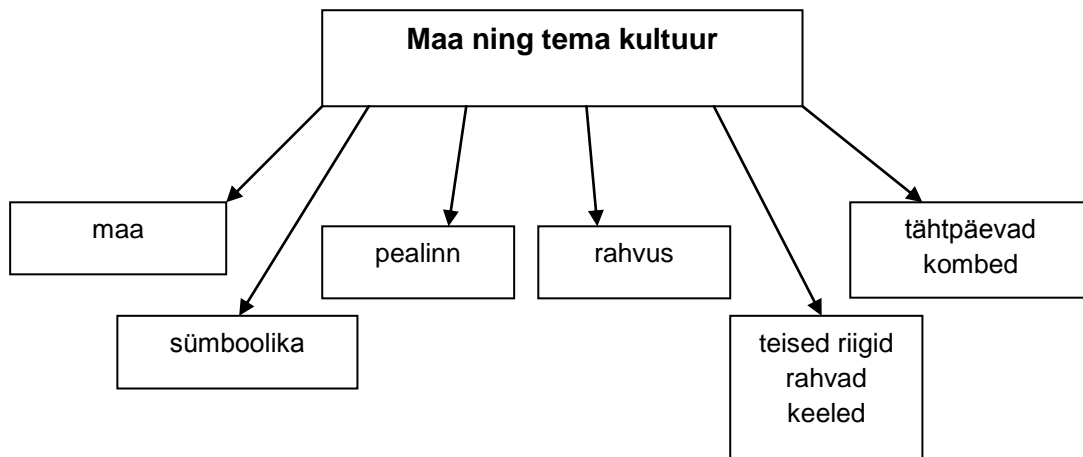 Maa ning tema kultuur
maa
sümboolika
pealinn
rahvus
teised riigid
rahvad
keeled
tähtpäevad
kombed